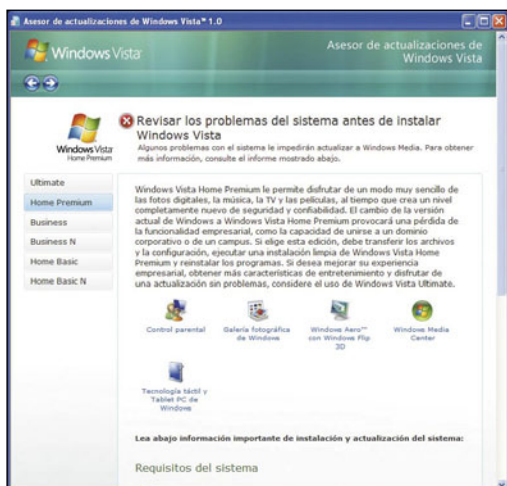 Asesor de actualizaciones de Windows Vista™ 1.0
Windows Vista
Asesor de actualizaciones de
Windows Vista
Windows Vista
Home Premium
Revisar los problemas del sistema antes de instalar
Windows Vista
Algunos problemas con el sistema le impedirán actualizar a Windows Media. Para obtener
más información, consulte el informe mostrado abajo.
Ultimate
Home Premium
Business
Business N
Home Basic
Home Basic N
Windows Vista Home Premium le permite disfrutar de un modo muy sencillo de
las fotos digitales, la música, la TV y las películas, al tiempo que crea un nivel
completamente nuevo de seguridad y confiabilidad. El cambio de la versión
actual de Windows a Windows Vista Home Premium provocará una pérdida de
la funcionalidad empresarial, como la capacidad de unirse a un dominio
corporativo o de un campus. Si elige esta edición, debe transferir los archivos
y la configuración, ejecutar una instalación limpia de Windows Vista Home
Premium y reinstalar los programas. Si desea mejorar su experiencia
empresarial, obtener más características de entretenimiento y disfrutar de
una actualización sin problemas, considere el uso de Windows Vista Ultimate.
Control parental
Galería fotográfica
de Windows
Windows Aero™
con Windows Flip
3D
Windows Media
Center
Tecnología táctil y
Tablet PC de
Windows
Lea abajo información importante de instalación y actualización del sistema:
Requisitos del sistema